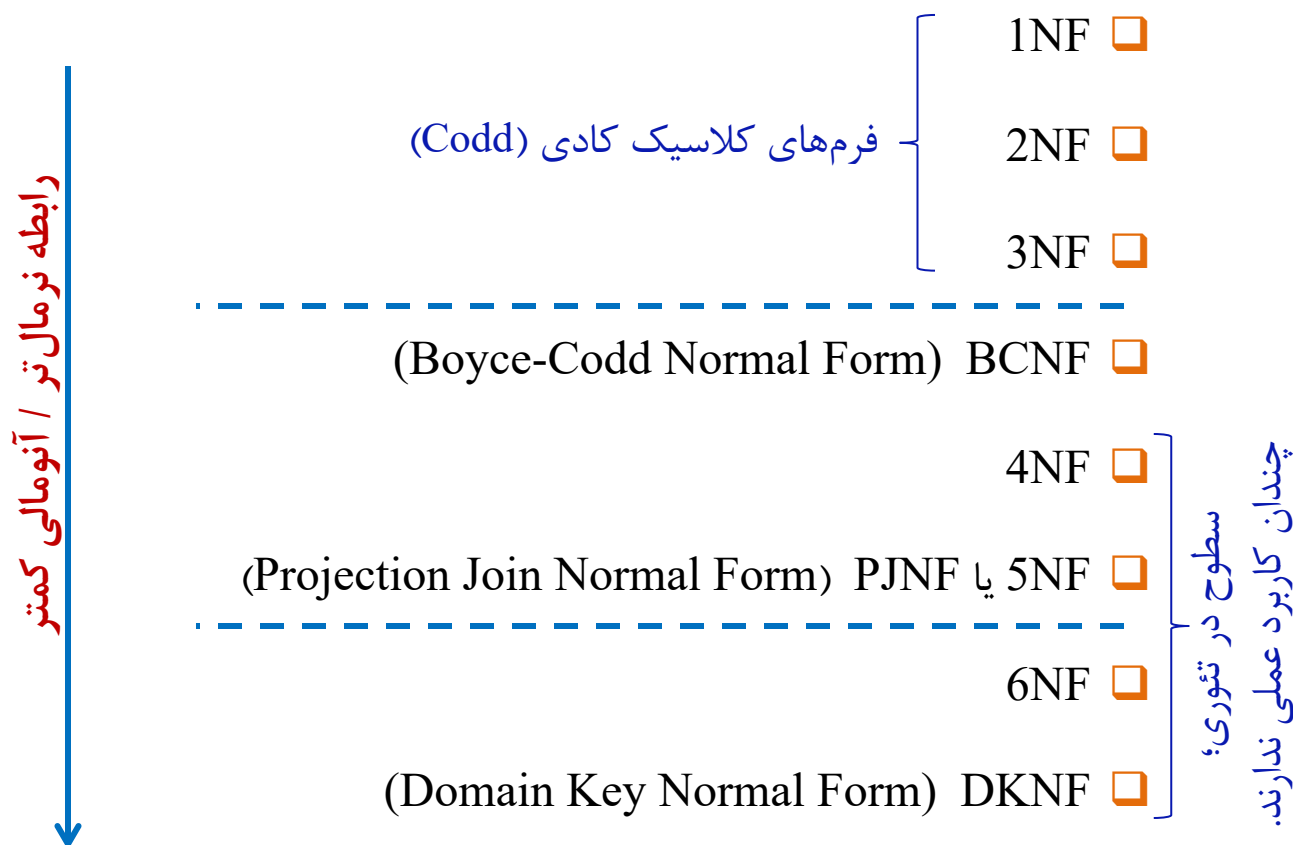 1NF
2NF
فرم‌های کلاسیک کادی (Codd)
3NF
BCNF (Boyce-Codd Normal Form)
4NF
5NF یا PJNF (Projection Join Normal Form)
6NF
DKNF (Domain Key Normal Form)
سطوح در تئوری؛
چندان کاربرد عملی ندارند.
رابطه نرمال‌تر / آنومالی کمتر